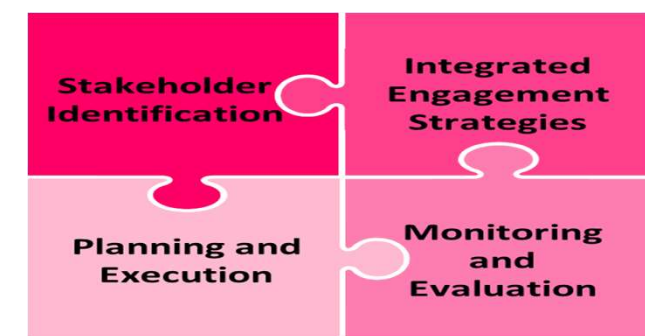 Stakeholder
Identification
Integrated
Engagement
Strategies
Planning and
Execution
Monitoring
and
Evaluation